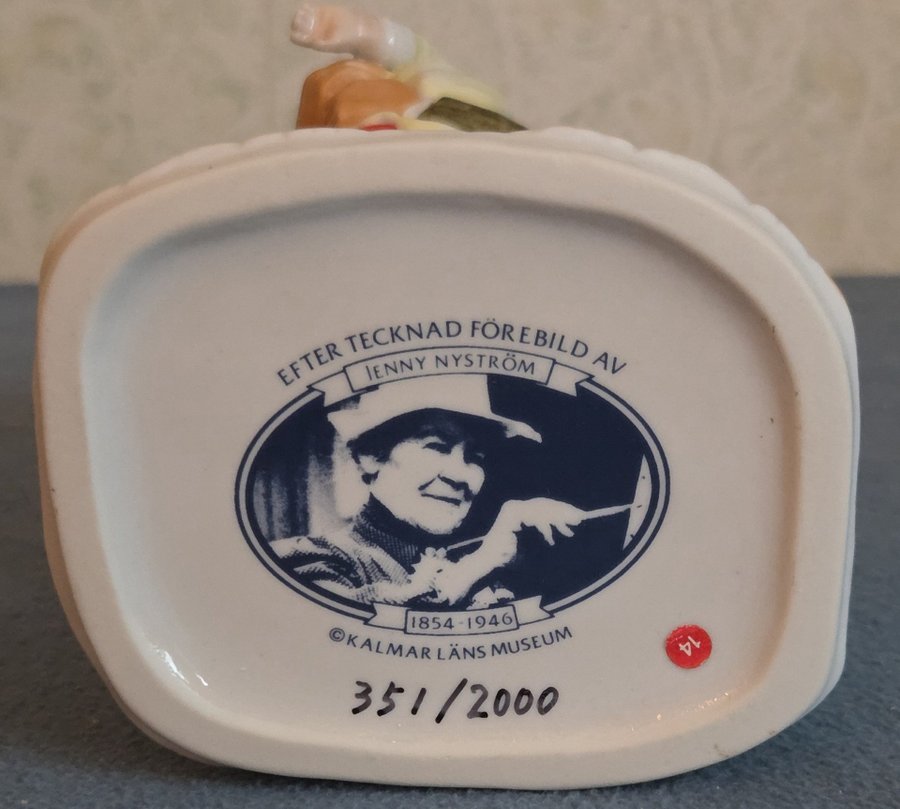 EFTER TECKNAD FÖREBILD AV
JENNY NYSTRÖM
1854-1946
©KALMAR LÄNS MUSEUM
14
351/2000